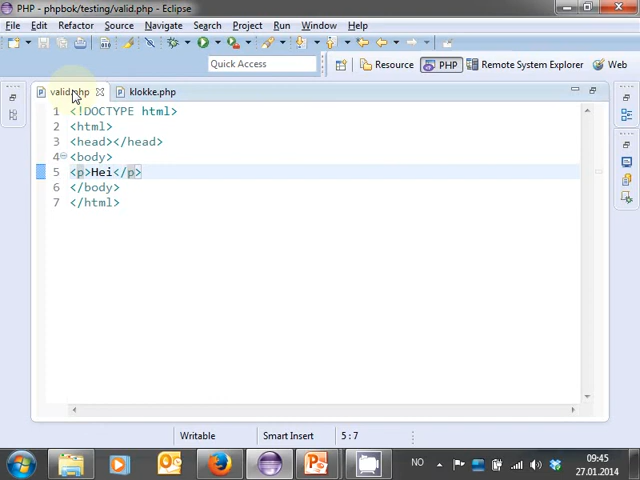 PHP - phpbok/testing/valid.php - Eclipse
File Edit Refactor Source Navigate Search Project Run Window Help
Quick Access
Resource PHP Remote System Explorer Web
valid.php klokke.php
1 <!DOCTYPE html>
2 <html>
3 <head></head>
4 <body>
5 <p>Hei</p>
6 </body>
7 </html>
Writable Smart Insert 5 : 7
NO 09:45
27.01.2014